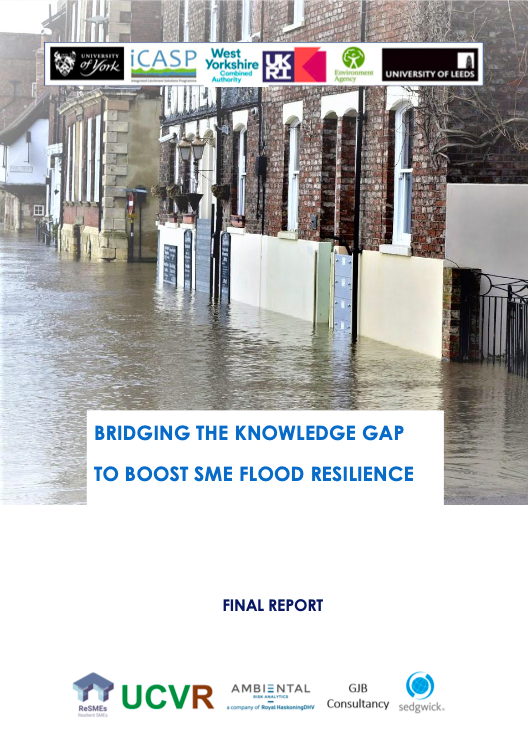 UNIVERSITY
of York
iCASP
Integrated Catchment Solutions Programme
West
Yorkshire
Combined
Authority
UK
RI
Environment
Agency
UNIVERSITY OF LEEDS
BRIDGING THE KNOWLEDGE GAP
TO BOOST SME FLOOD RESILIENCE
FINAL REPORT
ReSMEs
Resilient SMEs
UCVR
AMBIENTAL
RISK ANALYTICS
a company of Royal HaskoningDHV
GJB
Consultancy
sedgwick